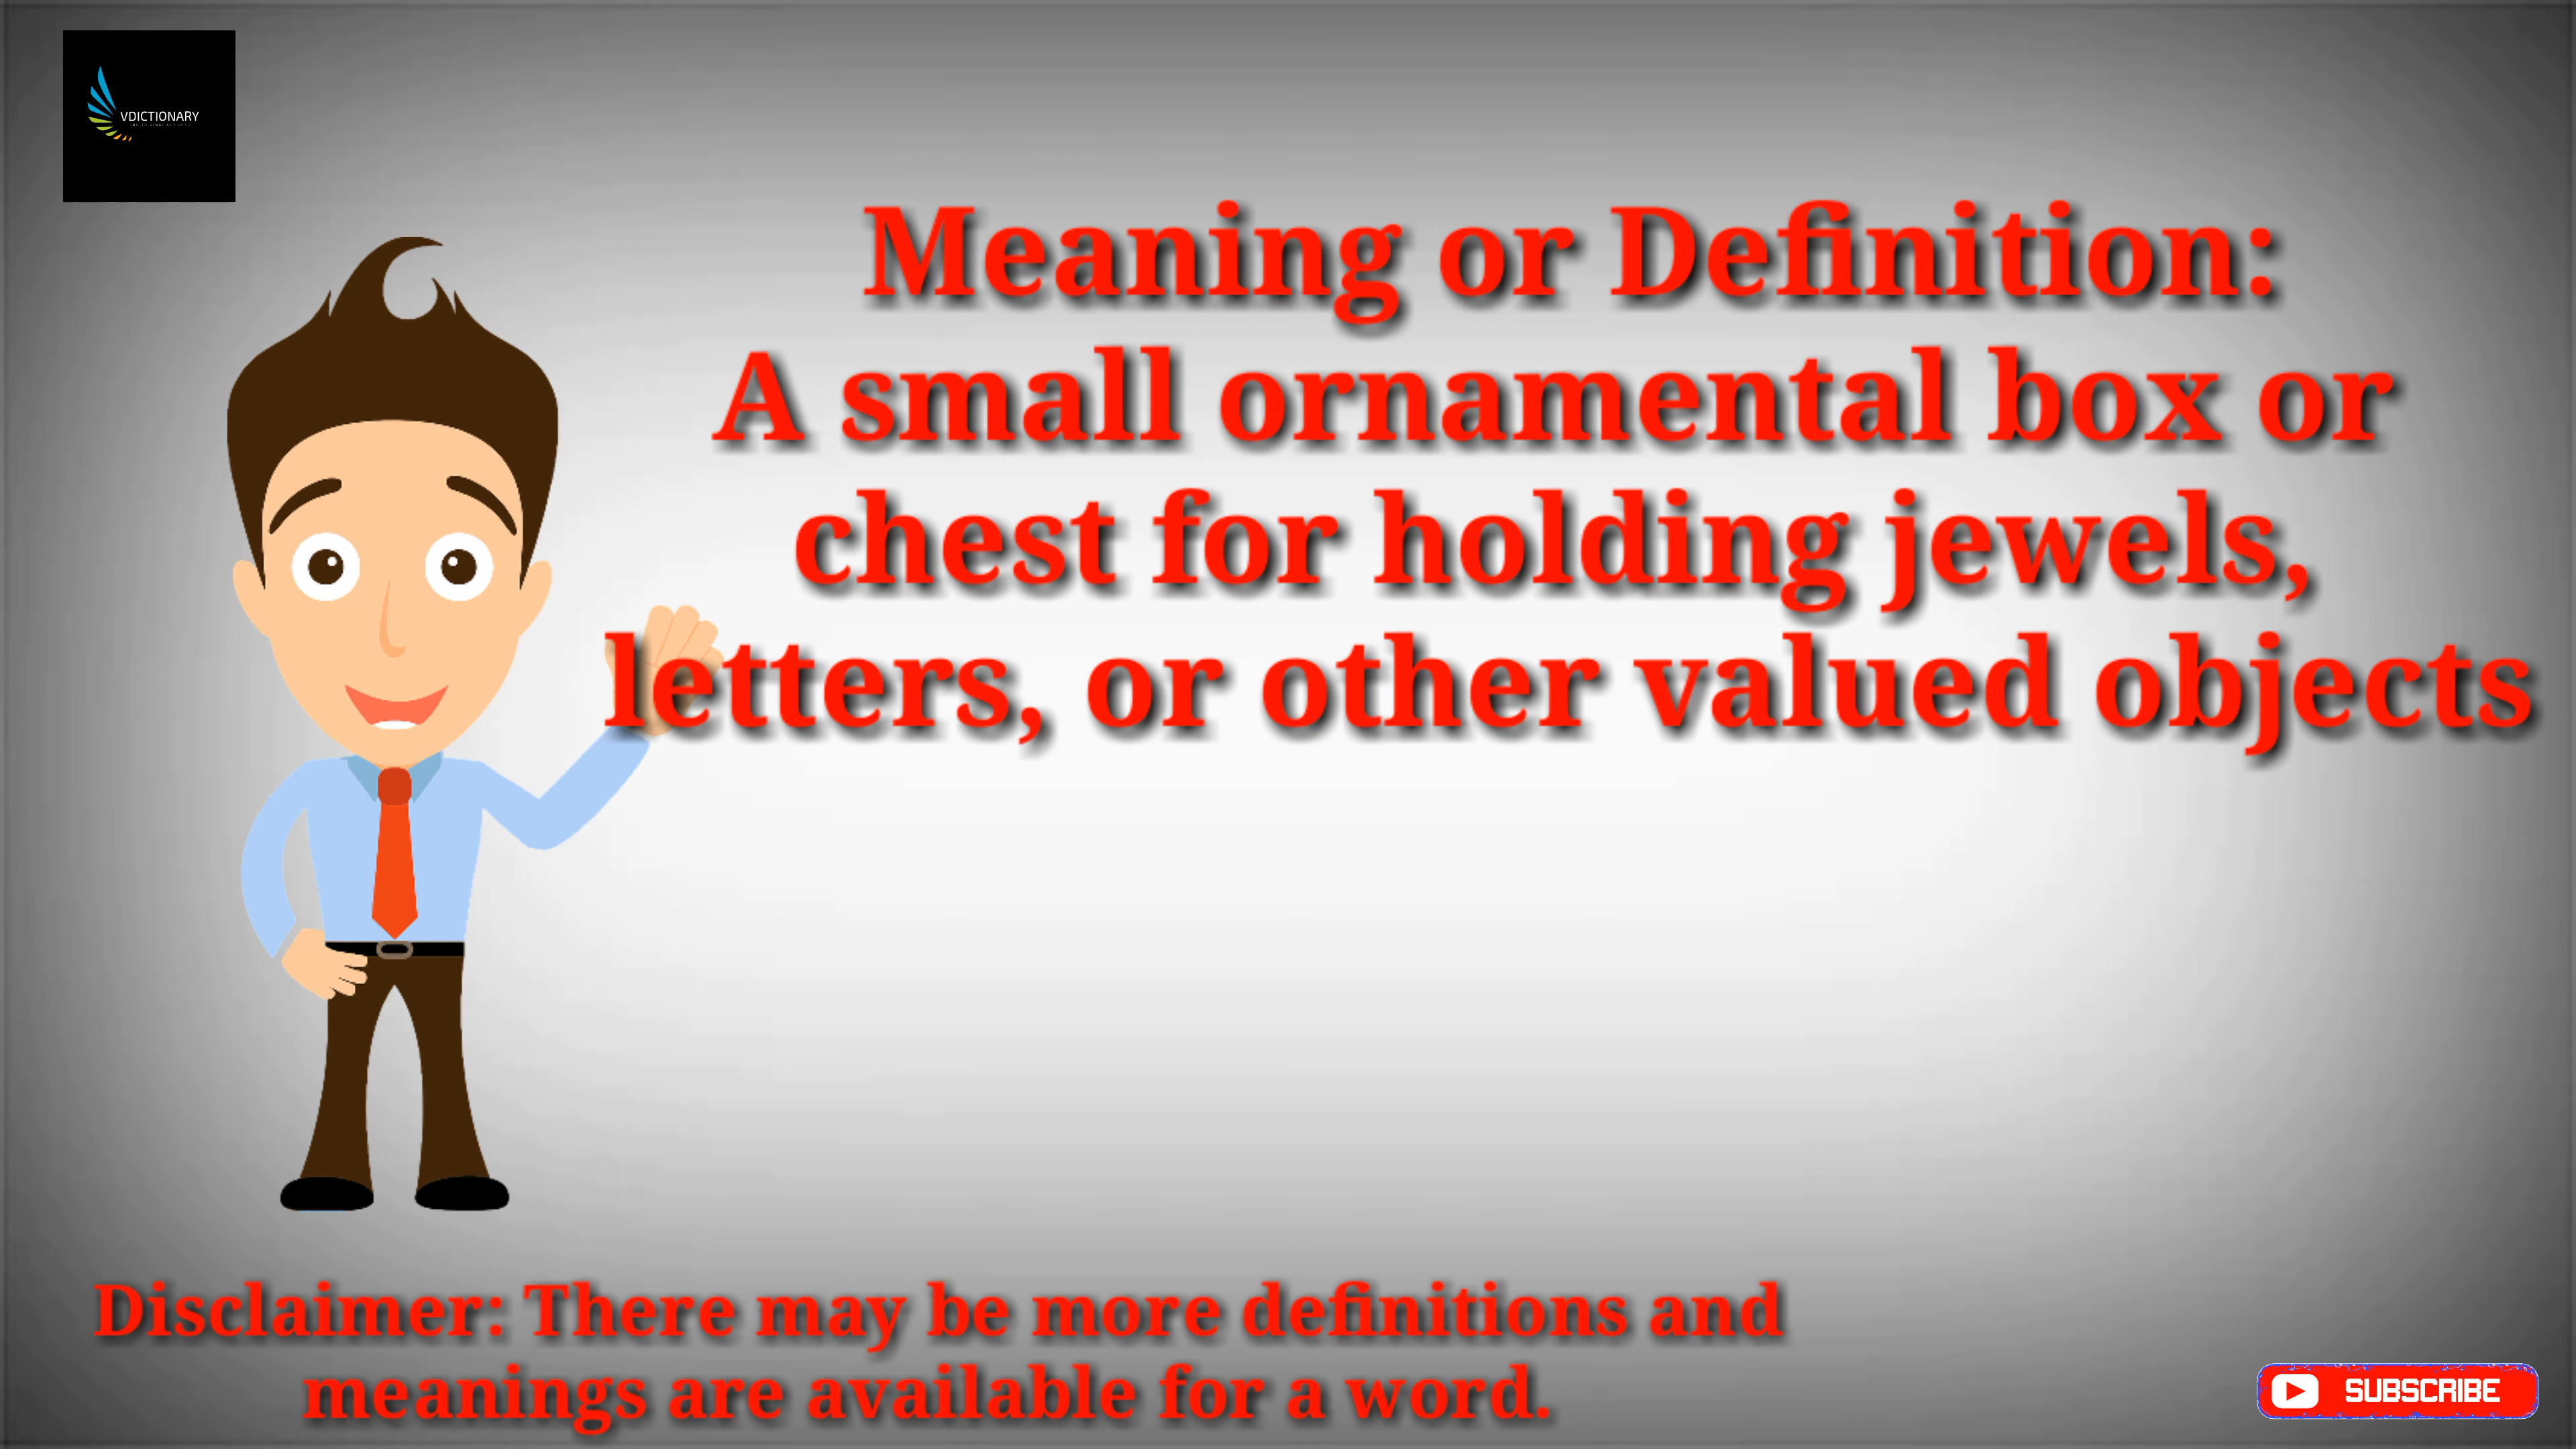 VDICTIONARY
Meaning or Definition:
A small ornamental box or
chest for holding jewels,
letters, or other valued objects
Disclaimer: There may be more definitions and
meanings are available for a word.
SUBSCRIBE